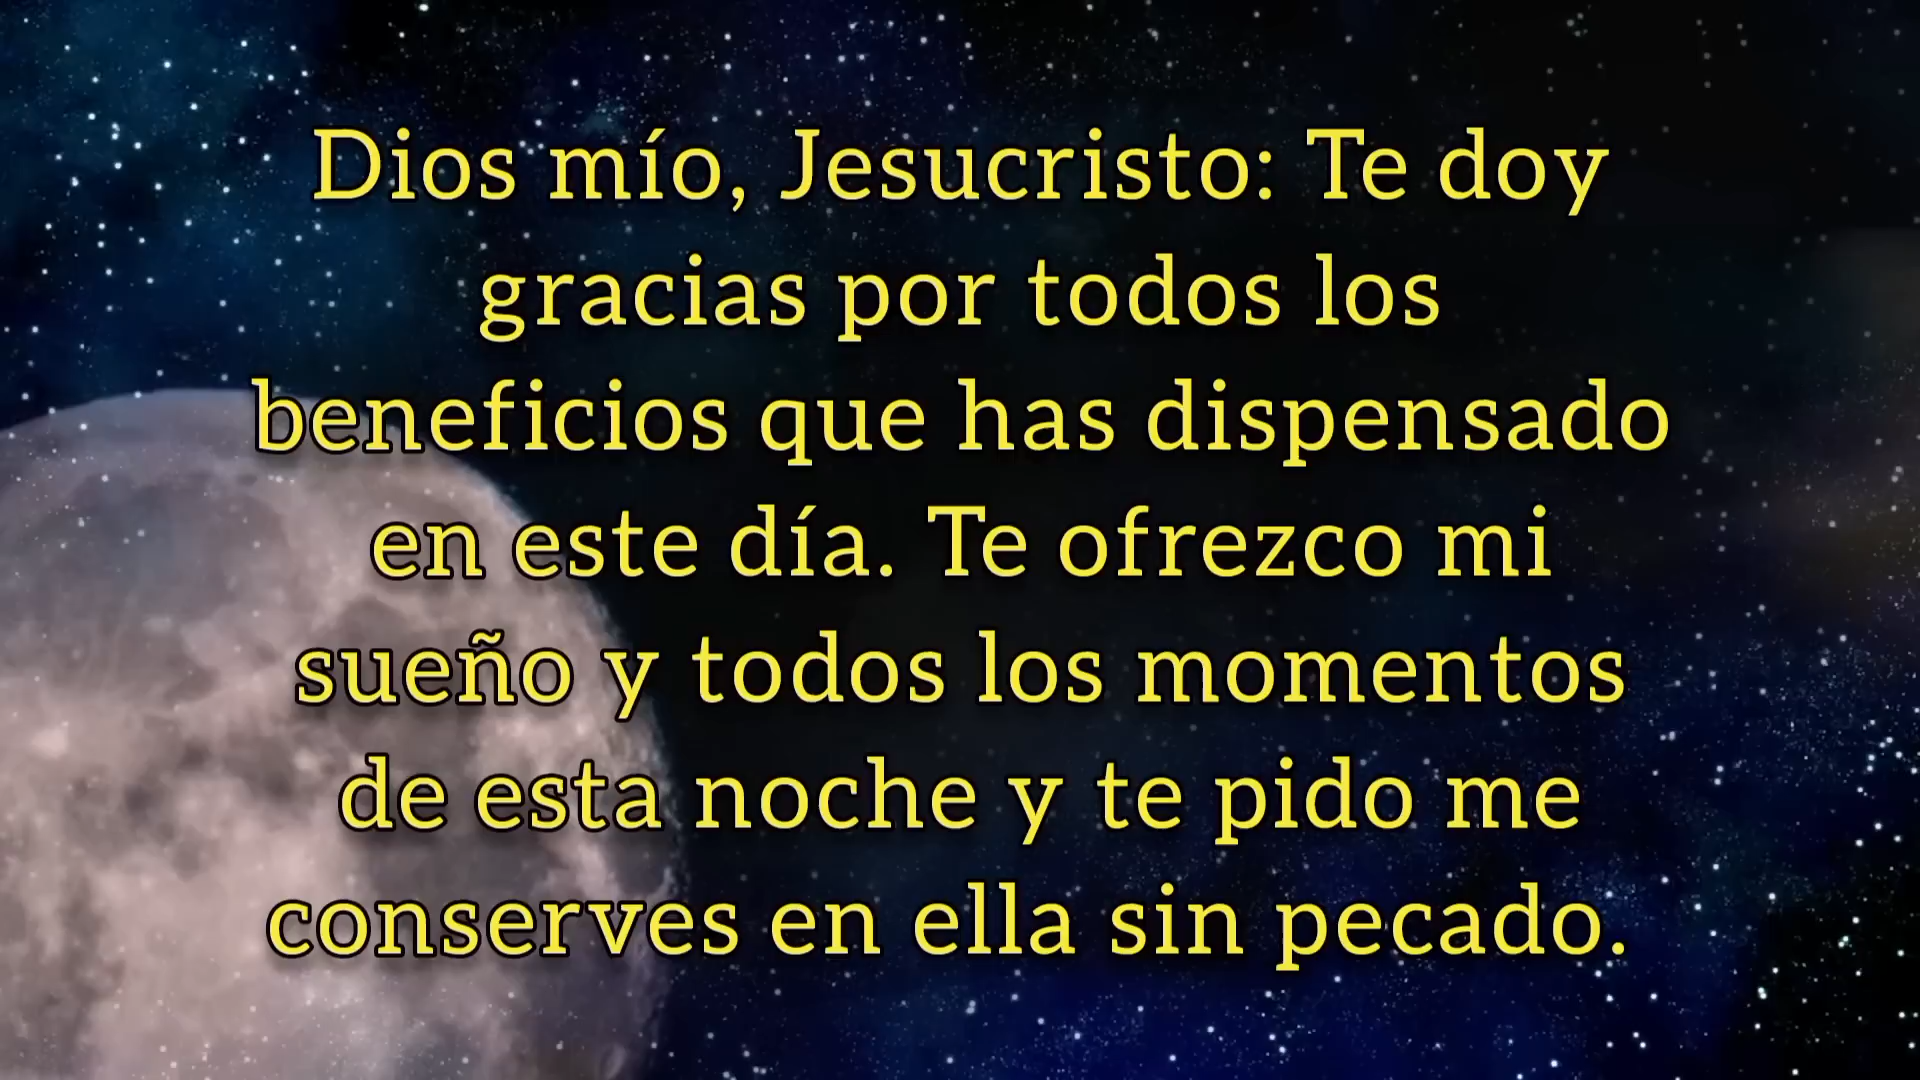 Dios mío, Jesucristo: Te doy
gracias por todos los
beneficios que has dispensado
en este día. Te ofrezco mi
sueño y todos los momentos
de esta noche y te pido me
conserves en ella sin pecado.